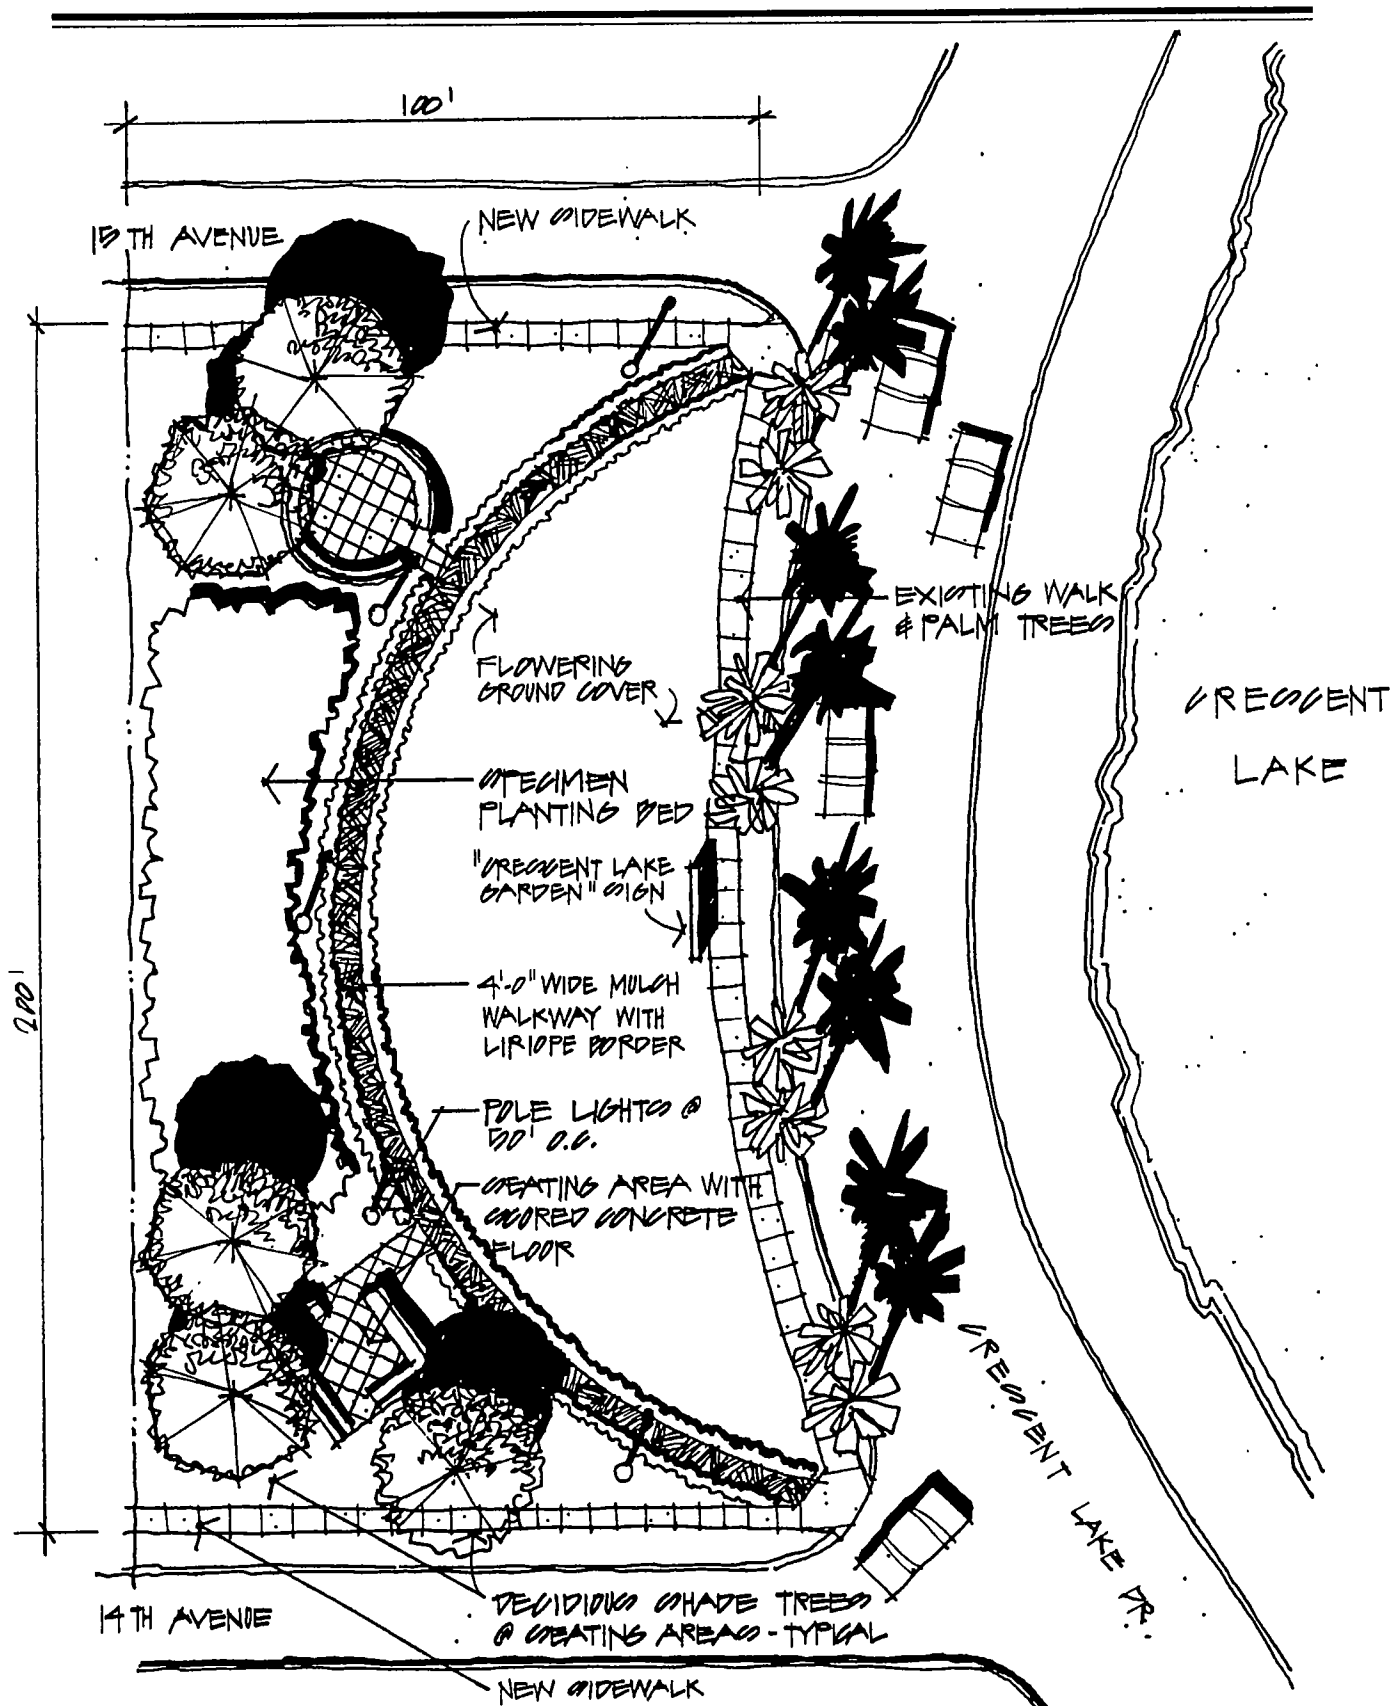 100'
15TH AVENUE
NEW SIDEWALK
EXISTING WALK
& PALM TREES
FLOWERING
GROUND COVER
CRESCENT
LAKE
SPECIMEN
PLANTING BED
"CRESCENT LAKE
GARDEN" SIGN
200'
4'-0" WIDE MULCH
WALKWAY WITH
LIRIOPE BORDER
POLE LIGHTS @
50' O.C.
SEATING AREA WITH
SCORED CONCRETE
FLOOR
CRESCENT LAKE DR.
14TH AVENUE
DECIDIOUS SHADE TREES
@ SEATING AREAS - TYPICAL
NEW SIDEWALK